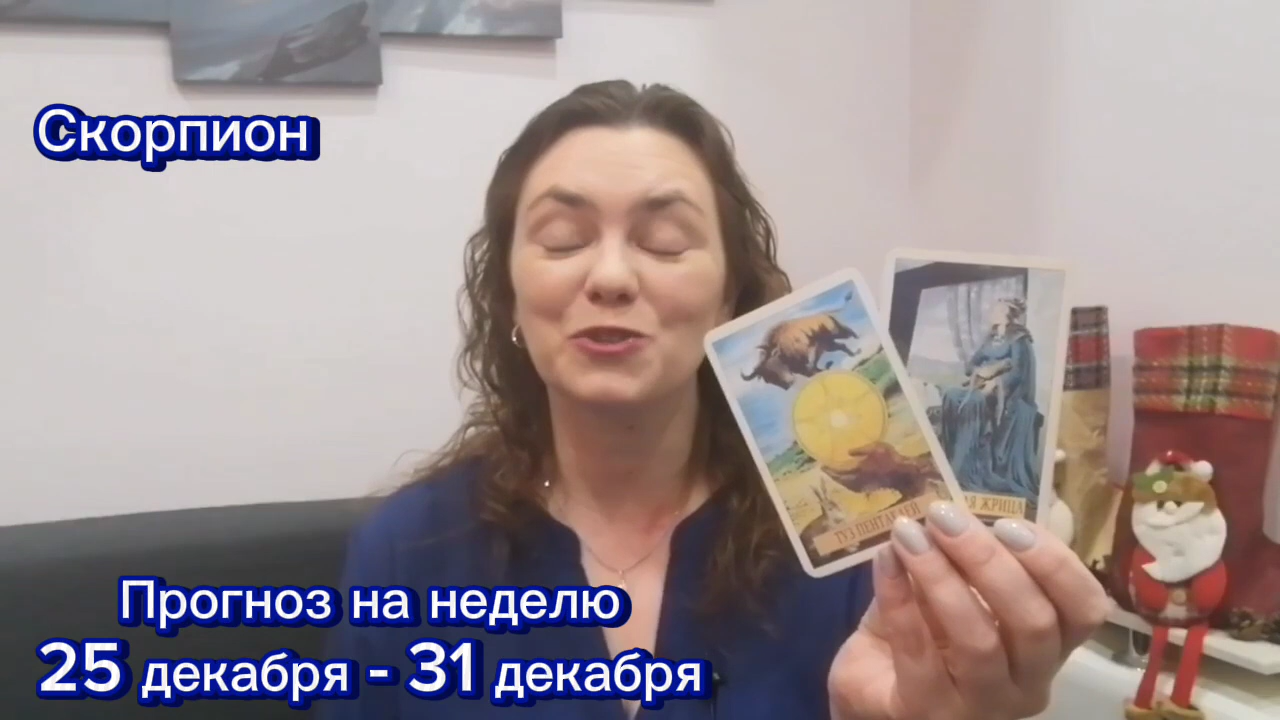 Скорпион
ТУЗ ПЕНТАКЛЕЙ
ЖРИЦА
Прогноз на неделю
25 декабря - 31 декабря